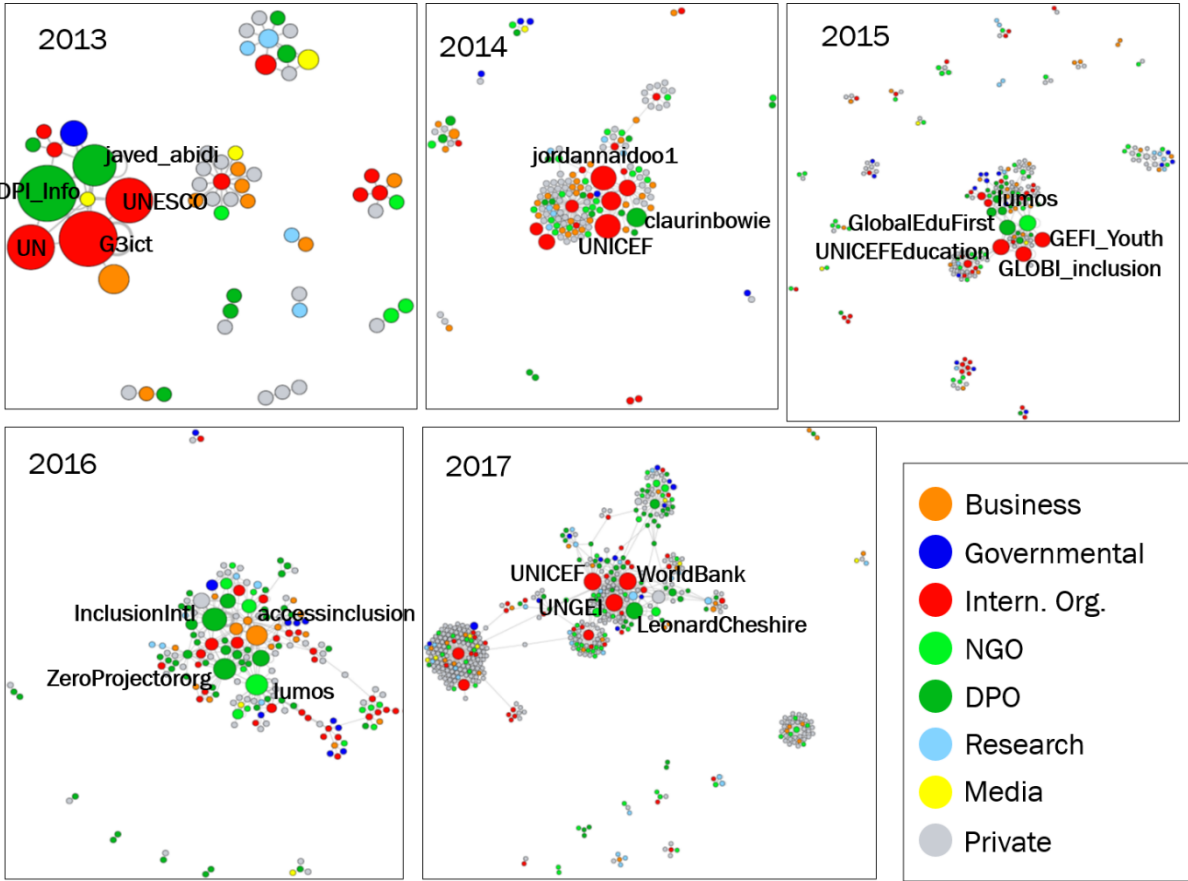 2013
javed_abidi
DPI_Info
UNESCO
UN
G3ict
2014
jordannaidoo1
claurinbowie
UNICEF
2015
lumos
GlobalEduFirst
GEFI_Youth
UNICEFEducation
GLOBI_inclusion
2016
InclusionIntl
accessinclusion
ZeroProjectororg
lumos
2017
UNICEF
WorldBank
UNGEI
LeonardCheshire
Business
Governmental
Intern. Org.
NGO
DPO
Research
Media
Private